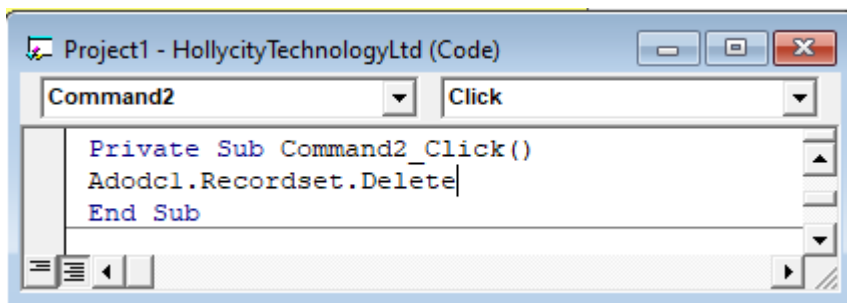 Project1 - HollycityTechnologyLtd (Code)
Command2 Click
Private Sub Command2_Click()
Adodc1.Recordset.Delete
End Sub